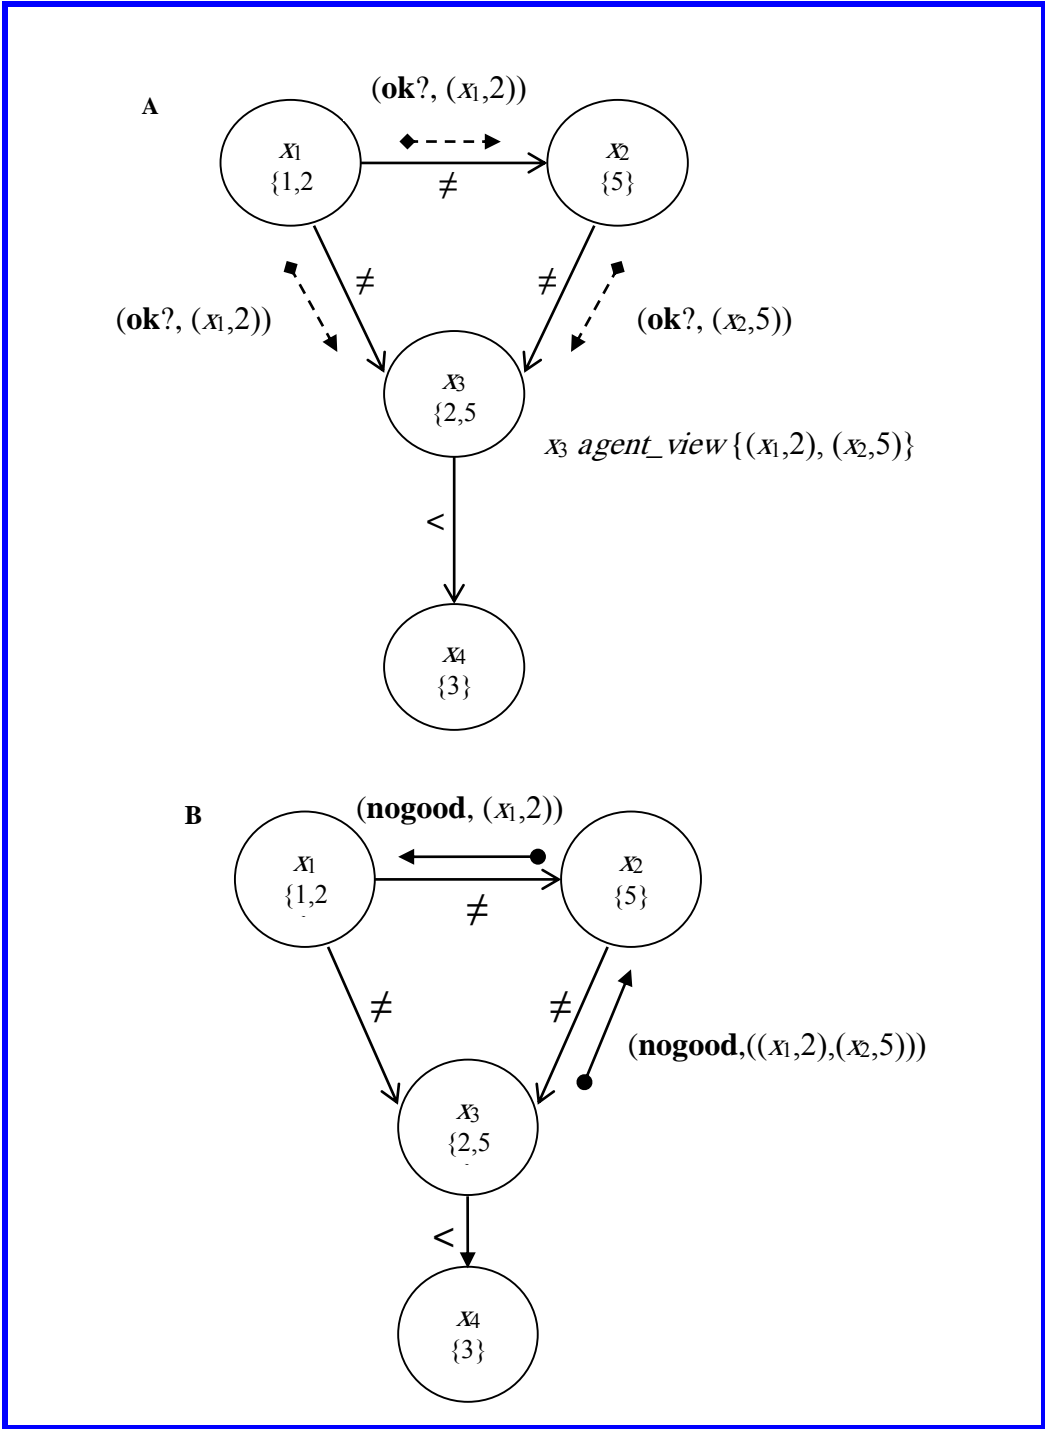 A
(ok?, (x1,2))
x1
{1,2
x2
{5}
≠
≠
≠
(ok?, (x1,2))
(ok?, (x2,5))
x3
{2,5
x3 agent_view {(x1,2), (x2,5)}
<
x4
{3}
B
(nogood, (x1,2))
x1
{1,2
x2
{5}
≠
≠
≠
(nogood,((x1,2),(x2,5)))
x3
{2,5
<
x4
{3}